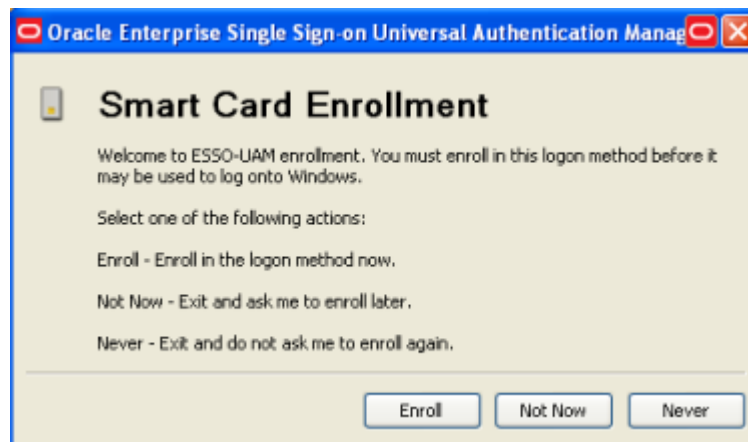 Oracle Enterprise Single Sign-on Universal Authentication Manag
Smart Card Enrollment
Welcome to ESSO-UAM enrollment. You must enroll in this logon method before it
may be used to log onto Windows.
Select one of the following actions:
Enroll - Enroll in the logon method now.
Not Now - Exit and ask me to enroll later.
Never - Exit and do not ask me to enroll again.
Enroll Not Now Never